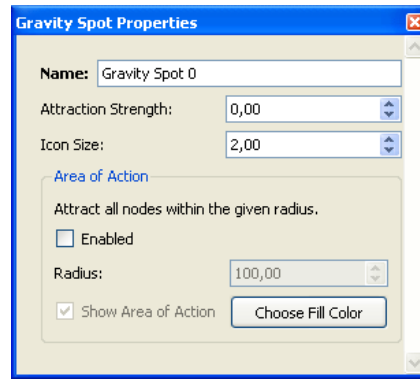 Gravity Spot Properties
Name: Gravity Spot 0
Attraction Strength: 0,00
Icon Size: 2,00
Area of Action
Attract all nodes within the given radius.
Enabled
Radius: 100,00
Show Area of Action Choose Fill Color